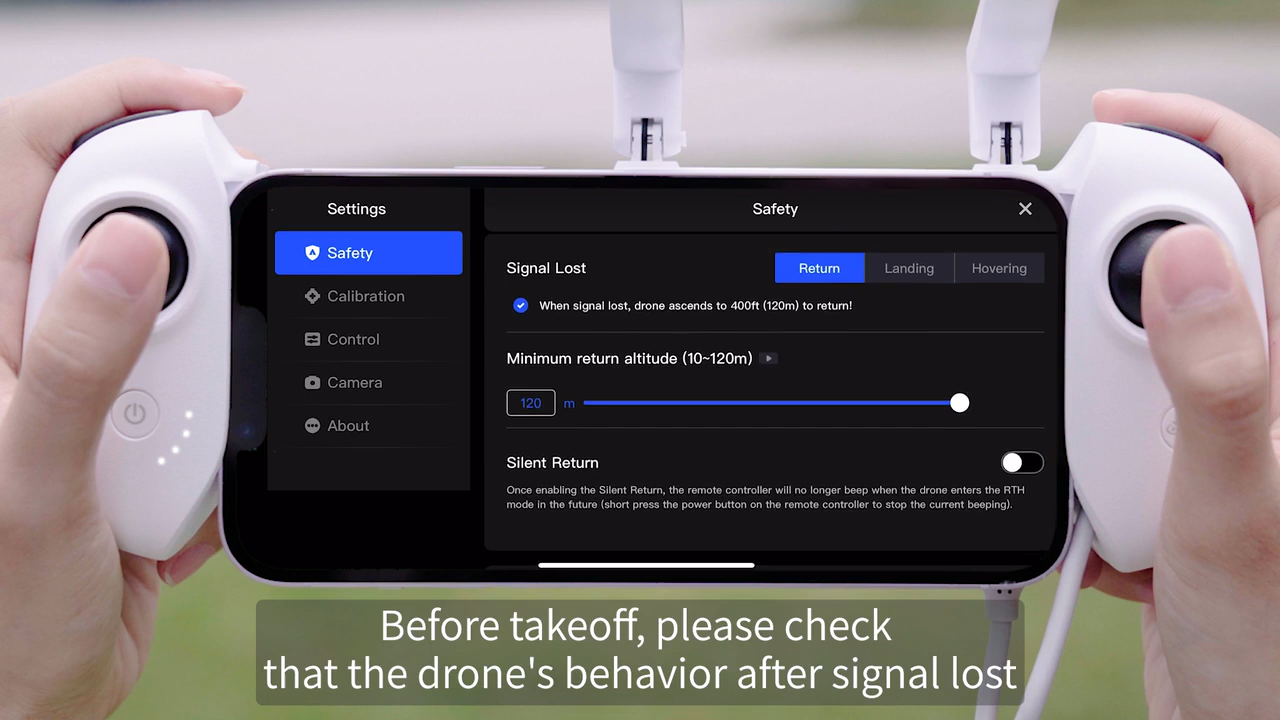 Settings
Safety
Calibration
Control
Camera
About
Safety
Signal Lost
Return
Landing
Hovering
When signal lost, drone ascends to 400ft (120m) to return!
Minimum return altitude (10~120m)
120 m
Silent Return
Once enabling the Silent Return, the remote controller will no longer beep when the drone enters the RTH
mode in the future (short press the power button on the remote controller to stop the current beeping).
Before takeoff, please check
that the drone's behavior after signal lost